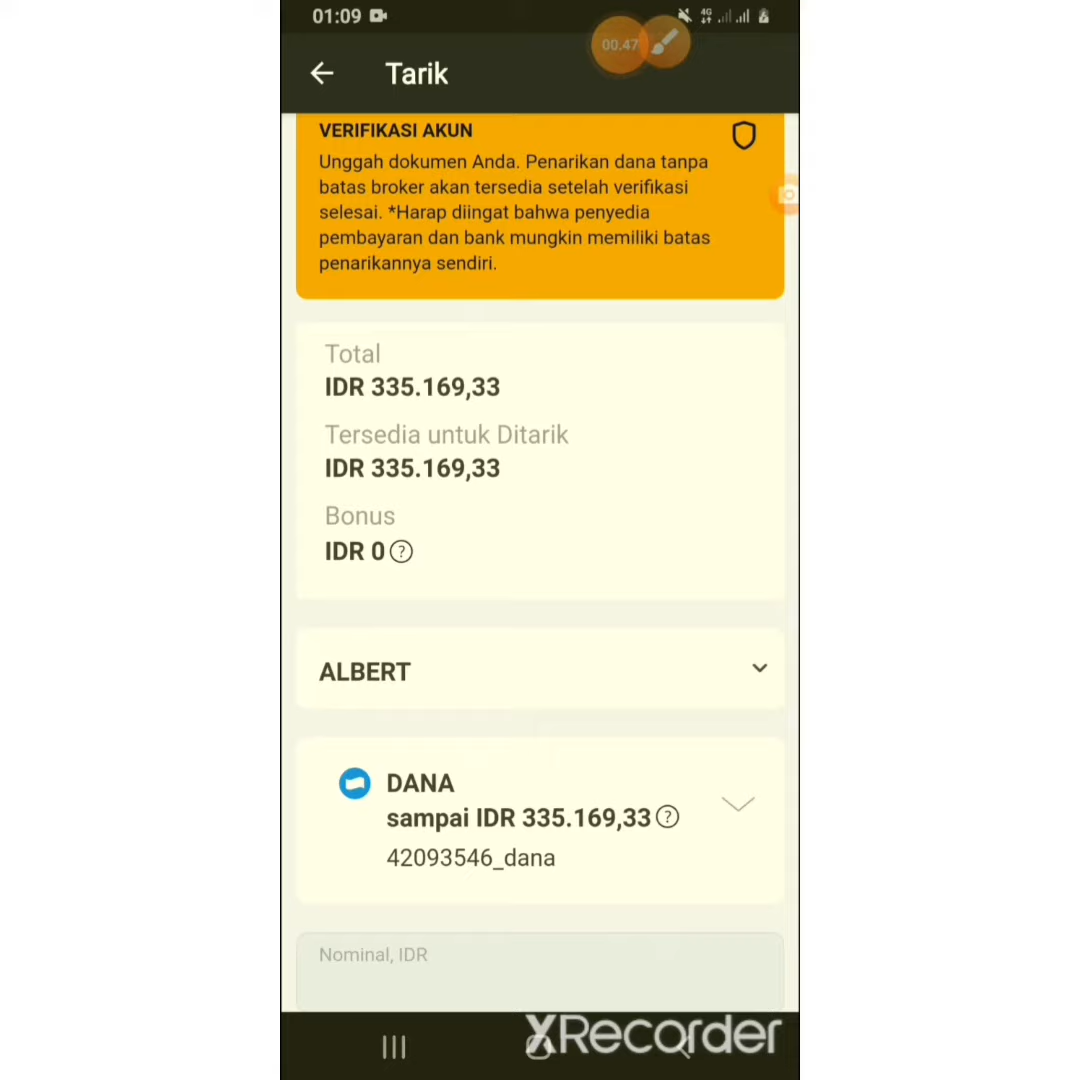 01:09
4G
00.47
Tarik
VERIFIKASI AKUN
Unggah dokumen Anda. Penarikan dana tanpa
batas broker akan tersedia setelah verifikasi
selesai. *Harap diingat bahwa penyedia
pembayaran dan bank mungkin memiliki batas
penarikannya sendiri.
Total
IDR 335.169,33
Tersedia untuk Ditarik
IDR 335.169,33
Bonus
IDR 0 ?
ALBERT
DANA
sampai IDR 335.169,33 ?
42093546_dana
Nominal, IDR
XRecorder